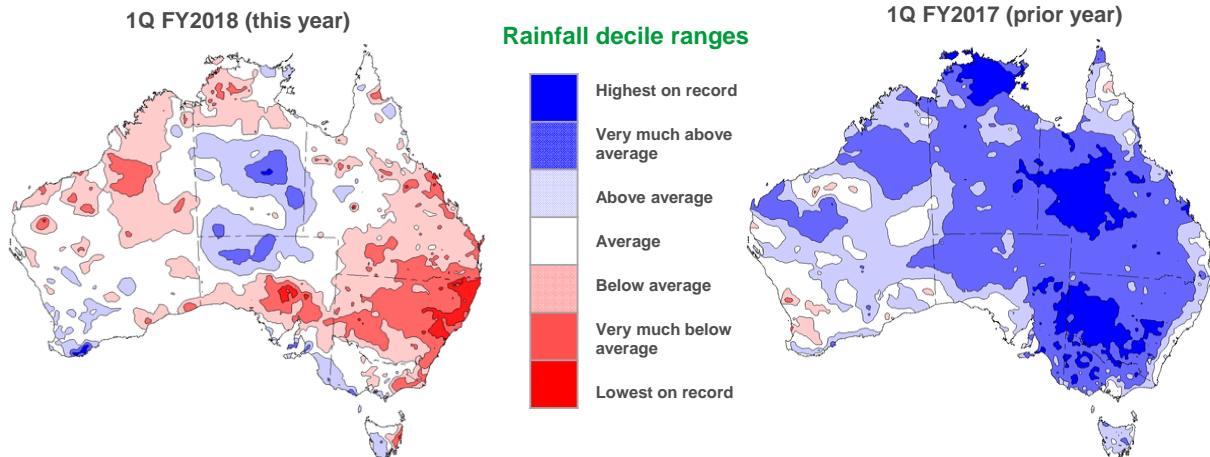 1Q FY2018 (this year)
Rainfall decile ranges
Highest on record
Very much above
average
Above average
Average
Below average
Very much below
average
Lowest on record
1Q FY2017 (prior year)